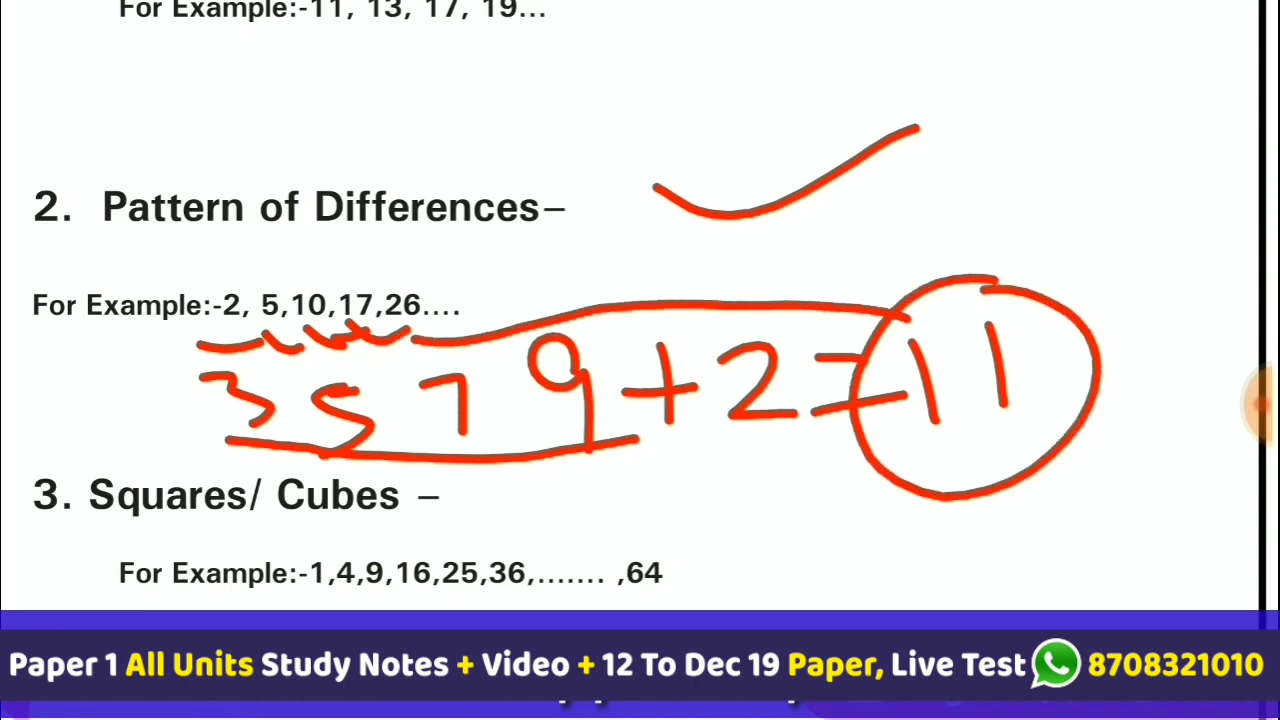 For Example:-11, 13, 17, 19...
2. Pattern of Differences–
For Example:-2, 5,10,17,26....
3 5 7 9 + 2 = 11
3. Squares/ Cubes –
For Example:-1,4,9,16,25,36,....... ,64
Paper 1 All Units Study Notes + Video + 12 To Dec 19 Paper, Live Test 8708321010